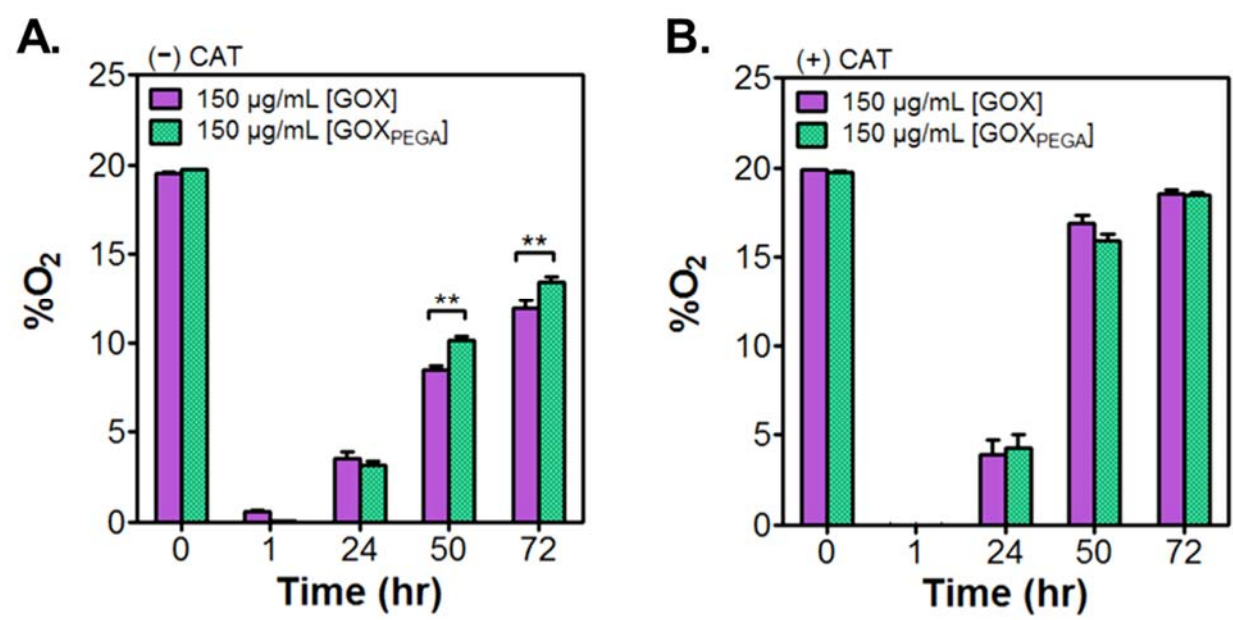 A.
(−) CAT
25
150 µg/mL [GOX]
150 µg/mL [GOXPEGA]
20
15
10
5
0
%O2
**
**
0 1 24 50 72
Time (hr)
B.
(+) CAT
25
150 µg/mL [GOX]
150 µg/mL [GOXPEGA]
20
15
10
5
0
%O2
0 1 24 50 72
Time (hr)